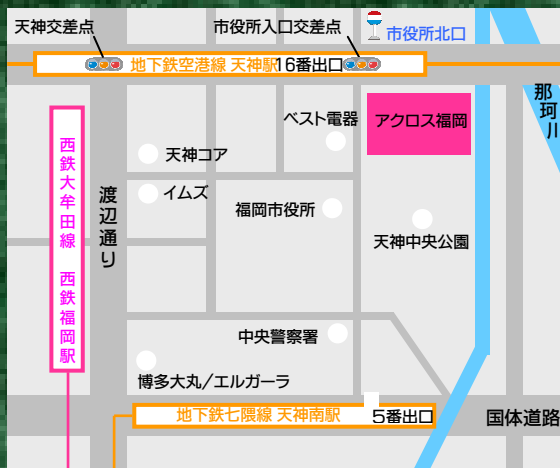 天神交差点
市役所入口交差点
市役所北口
地下鉄空港線 天神駅
16番出口
那珂川
ベスト電器
アクロス福岡
天神コア
イムズ
西鉄大牟田線 西鉄福岡駅
渡辺通り
福岡市役所
天神中央公園
中央警察署
博多大丸/エルガーラ
地下鉄七隈線 天神南駅
5番出口
国体道路